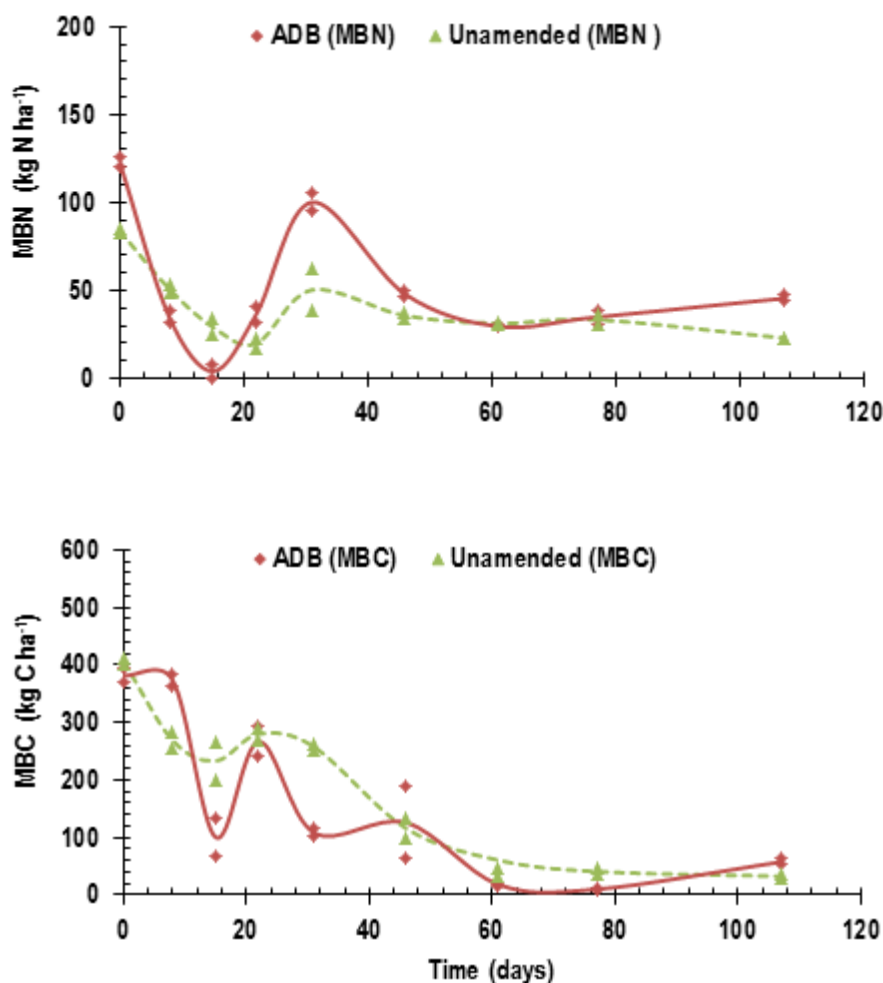 ADB (MBN) Unamended (MBN )
MBN (kg N ha⁻¹)
200
150
100
50
0
0 20 40 60 80 100 120
ADB (MBC) Unamended (MBC)
MBC (kg C ha⁻¹)
600
500
400
300
200
100
0
0 20 40 60 80 100 120
Time (days)